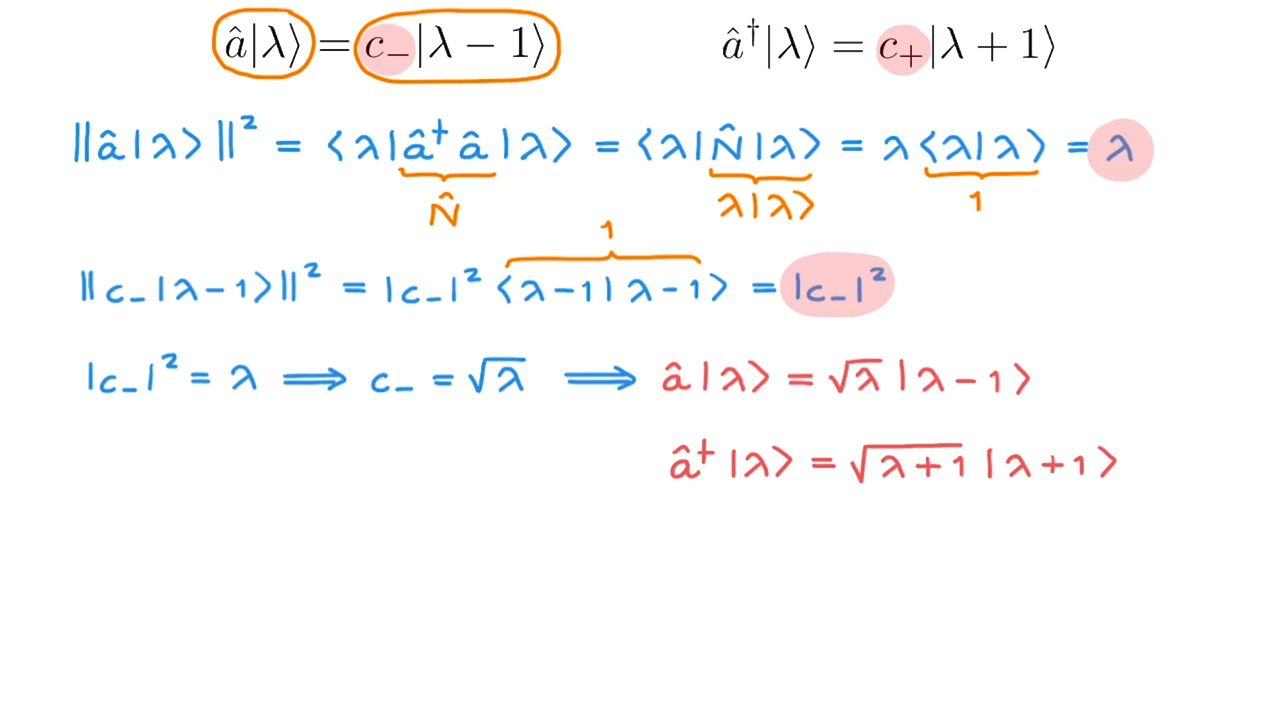 â|λ⟩ = c₋|λ − 1⟩ â†|λ⟩ = c₊|λ + 1⟩
‖â|λ⟩‖² = ⟨λ|â†â|λ⟩ = ⟨λ|N̂|λ⟩ = λ⟨λ|λ⟩ = λ
N̂ λ|λ⟩ 1
1
‖c₋|λ−1⟩‖² = |c₋|² ⟨λ−1|λ−1⟩ = |c₋|²
|c₋|² = λ ⟹ c₋ = √λ ⟹ â|λ⟩ = √λ |λ−1⟩
â†|λ⟩ = √(λ+1) |λ+1⟩